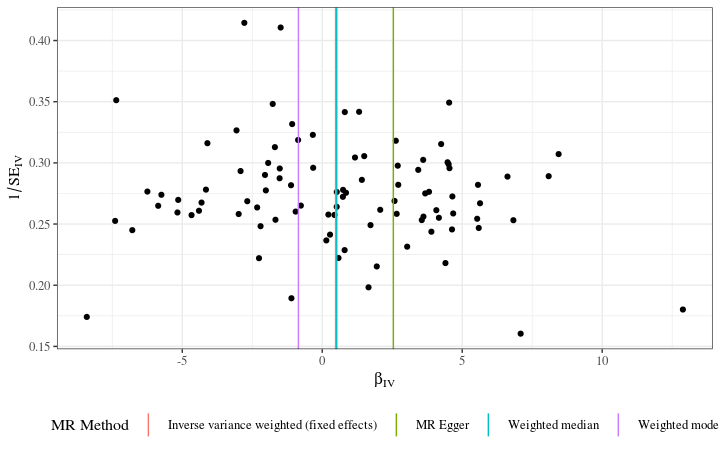 0.40
0.35
0.30
0.25
0.20
0.15
1/SE_IV
-5 0 5 10
β_IV
MR Method Inverse variance weighted (fixed effects) MR Egger Weighted median Weighted mode